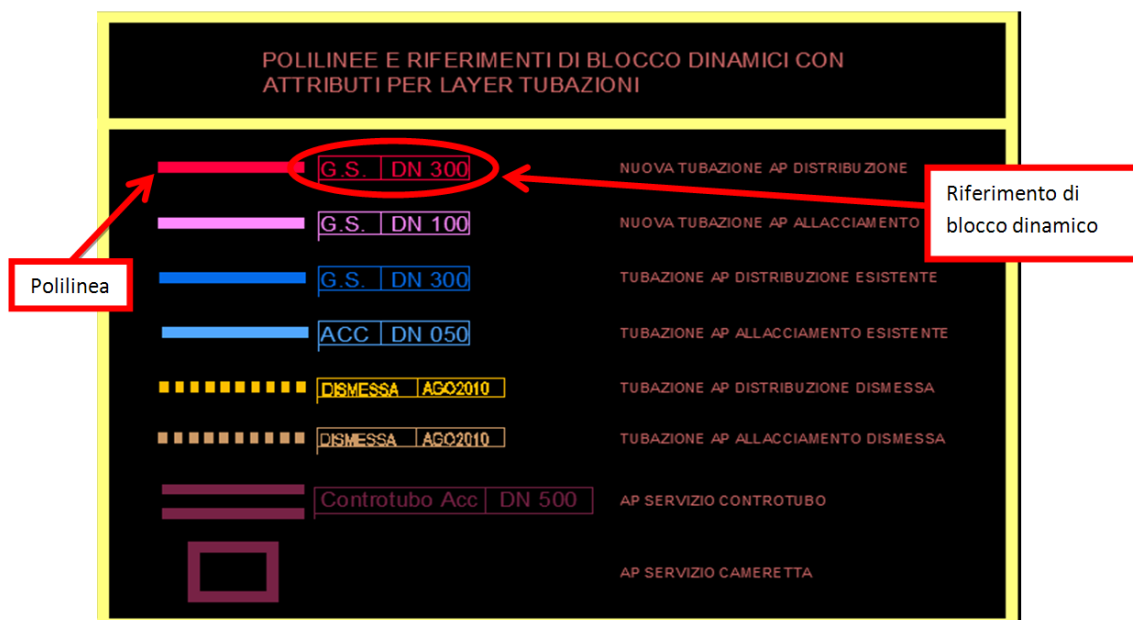 POLILINEE E RIFERIMENTI DI BLOCCO DINAMICI CON
ATTRIBUTI PER LAYER TUBAZIONI
G.S. DN 300 NUOVA TUBAZIONE AP DISTRIBUZIONE
Riferimento di
blocco dinamico
G.S. DN 100 NUOVA TUBAZIONE AP ALLACCIAMENTO
Polilinea
G.S. DN 300 TUBAZIONE AP DISTRIBUZIONE ESISTENTE
ACC DN 050 TUBAZIONE AP ALLACCIAMENTO ESISTENTE
DISMESSA AGO2010 TUBAZIONE AP DISTRIBUZIONE DISMESSA
DISMESSA AGO2010 TUBAZIONE AP ALLACCIAMENTO DISMESSA
Controtubo Acc DN 500 AP SERVIZIO CONTROTUBO
AP SERVIZIO CAMERETTA